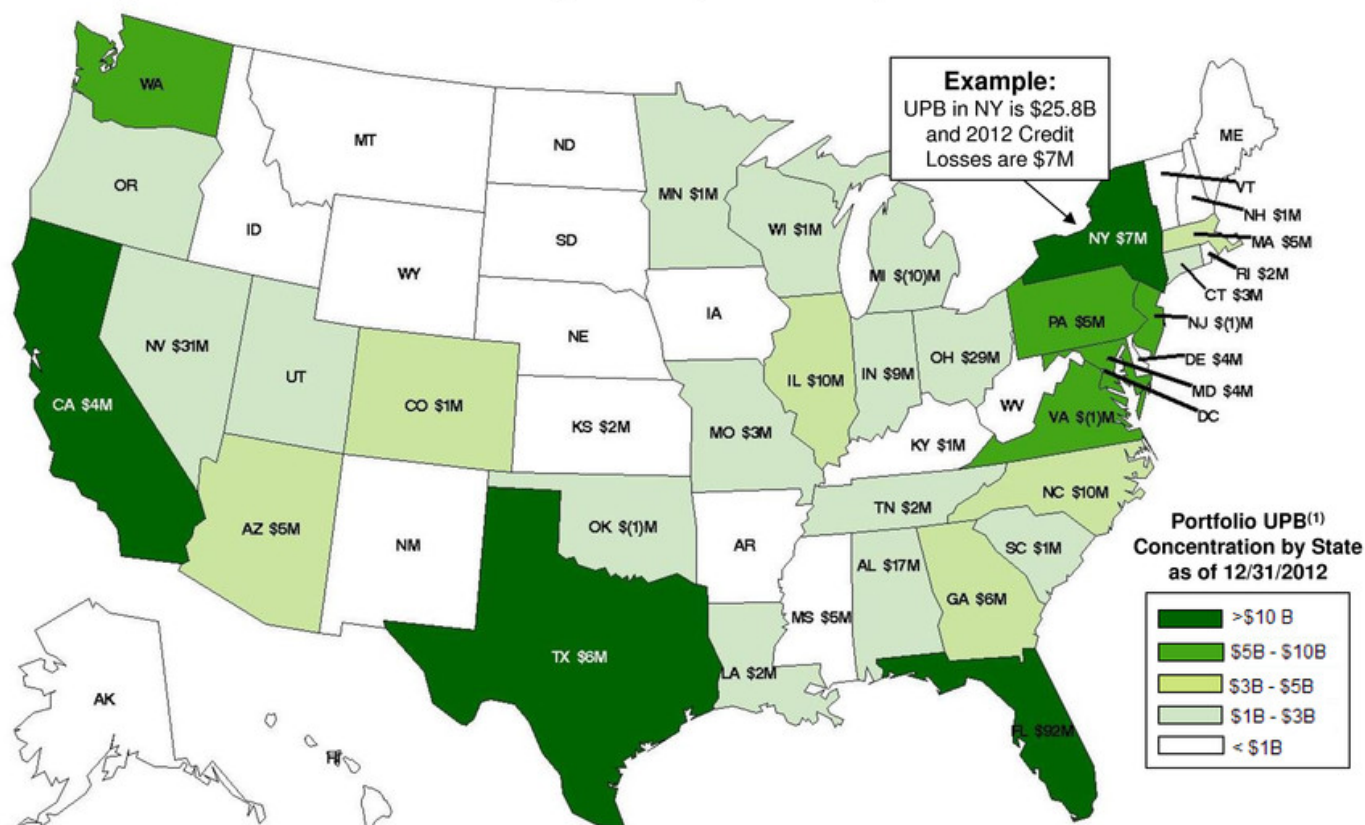 WA
MT
ND
ME
OR
ID
WY
SD
MN $1M
WI $1M
MI $(10)M
Example:
UPB in NY is $25.8B
and 2012 Credit
Losses are $7M
NY $7M
VT
NH $1M
MA $5M
RI $2M
CT $3M
NJ $(1)M
DE $4M
MD $4M
DC
PA $5M
NV $31M
UT
CO $1M
CA $4M
NE
IA
KS $2M
MO $3M
IL $10M
IN $9M
OH $29M
WV
VA $(1)M
KY $1M
AZ $5M
NM
OK $(1)M
AR
TN $2M
NC $10M
SC $1M
MS $5M
AL $17M
GA $6M
TX $6M
LA $2M
FL $92M
AK
HI
Portfolio UPB(1)
Concentration by State
as of 12/31/2012
>$10 B
$5B - $10B
$3B - $5B
$1B - $3B
< $1B